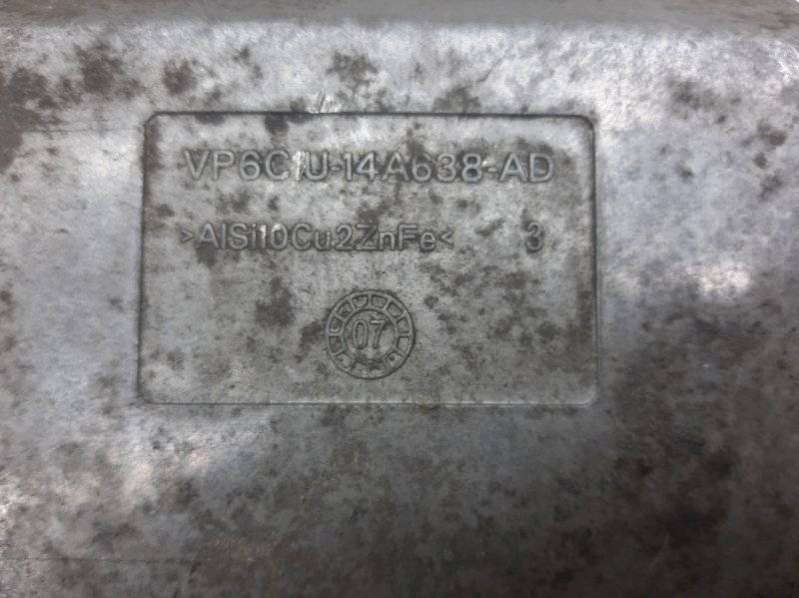 VP6C1U-14A638-AD
>AlSi10Cu2ZnFe< 3
07